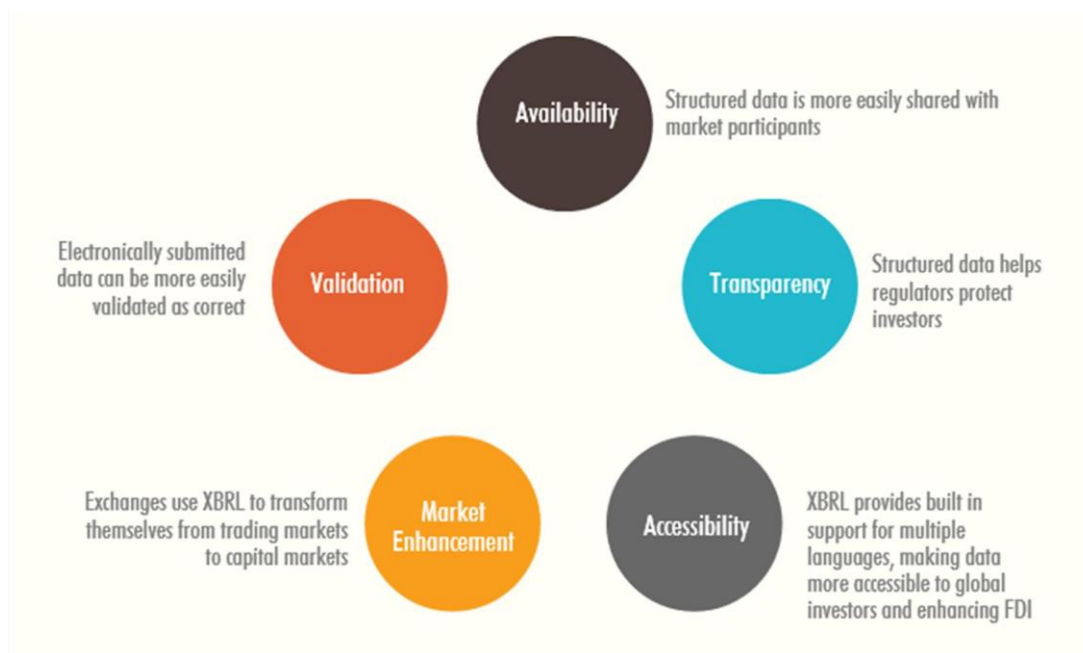 Availability
Structured data is more easily shared with
market participants
Electronically submitted
data can be more easily
validated as correct
Validation
Transparency
Structured data helps
regulators protect
investors
Exchanges use XBRL to transform
themselves from trading markets
to capital markets
Market
Enhancement
Accessibility
XBRL provides built in
support for multiple
languages, making data
more accessible to global
investors and enhancing FDI